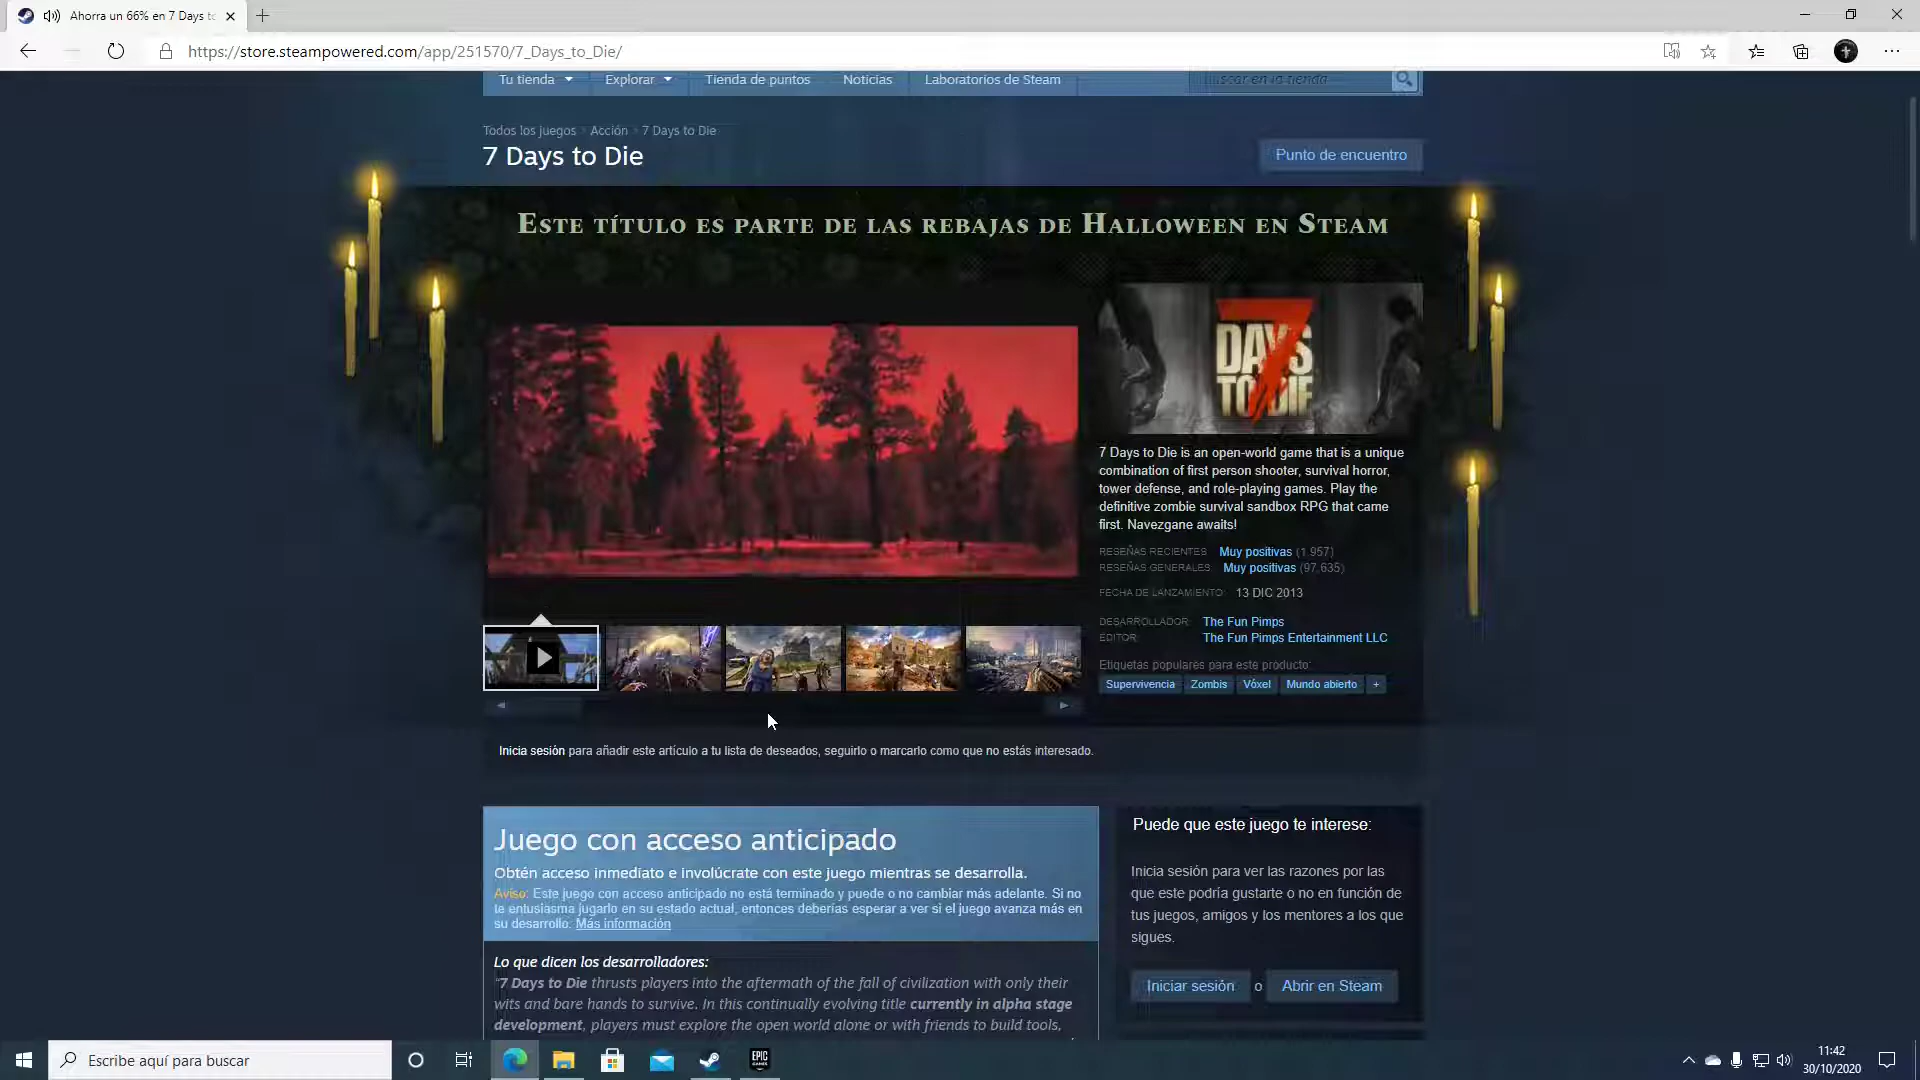 Ahorra un 66% en 7 Days to
https://store.steampowered.com/app/251570/7_Days_to_Die/
Tu tienda
Explorar
Tienda de puntos
Noticias
Laboratorios de Steam
buscar en la tienda
Todos los juegos > Acción > 7 Days to Die
7 Days to Die
Punto de encuentro
Este título es parte de las rebajas de Halloween en Steam
7 DAYS TO DIE
7 Days to Die is an open-world game that is a unique
combination of first person shooter, survival horror,
tower defense, and role-playing games. Play the
definitive zombie survival sandbox RPG that came
first. Navezgane awaits!
RESEÑAS RECIENTES: Muy positivas (1,957)
RESEÑAS GENERALES: Muy positivas (97,635)
FECHA DE LANZAMIENTO: 13 DIC 2013
DESARROLLADOR: The Fun Pimps
EDITOR: The Fun Pimps Entertainment LLC
Etiquetas populares para este producto:
Supervivencia
Zombis
Vóxel
Mundo abierto
+
Inicia sesión para añadir este artículo a tu lista de deseados, seguirlo o marcarlo como que no estás interesado.
Juego con acceso anticipado
Obtén acceso inmediato e involúcrate con este juego mientras se desarrolla.
Aviso: Este juego con acceso anticipado no está terminado y puede o no cambiar más adelante. Si no
te entusiasma jugarlo en su estado actual, entonces deberías esperar a ver si el juego avanza más en
su desarrollo. Más información
Lo que dicen los desarrolladores:
"7 Days to Die thrusts players into the aftermath of the fall of civilization with only their
wits and bare hands to survive. In this continually evolving title currently in alpha stage
development, players must explore the open world alone or with friends to build tools,
Puede que este juego te interese:
Inicia sesión para ver las razones por las
que este podría gustarte o no en función de
tus juegos, amigos y los mentores a los que
sigues.
Iniciar sesión o Abrir en Steam
Escribe aquí para buscar
EPIC GAMES
11:42
30/10/2020